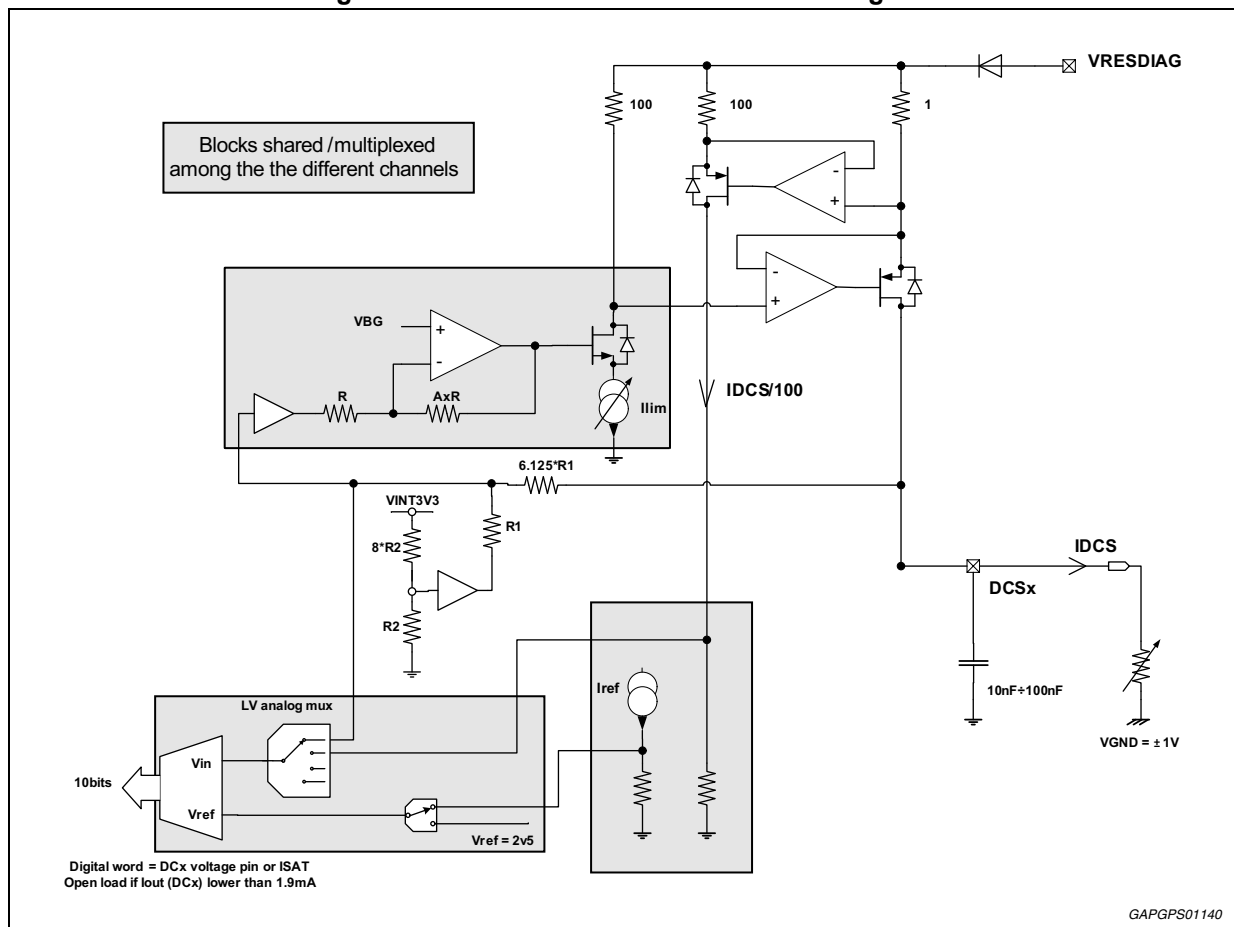 VRESDIAG
100
100
1
Blocks shared /multiplexed
among the the different channels
-
+
-
+
VBG
+
-
R
AxR
Ilim
IDCS/100
6.125*R1
VINT3V3
R1
8*R2
R2
IDCS
DCSx
10nF÷100nF
VGND = ± 1V
Iref
LV analog mux
Vin
10bits
Vref
Vref = 2v5
Digital word = DCx voltage pin or ISAT
Open load if Iout (DCx) lower than 1.9mA
GAPGPS01140